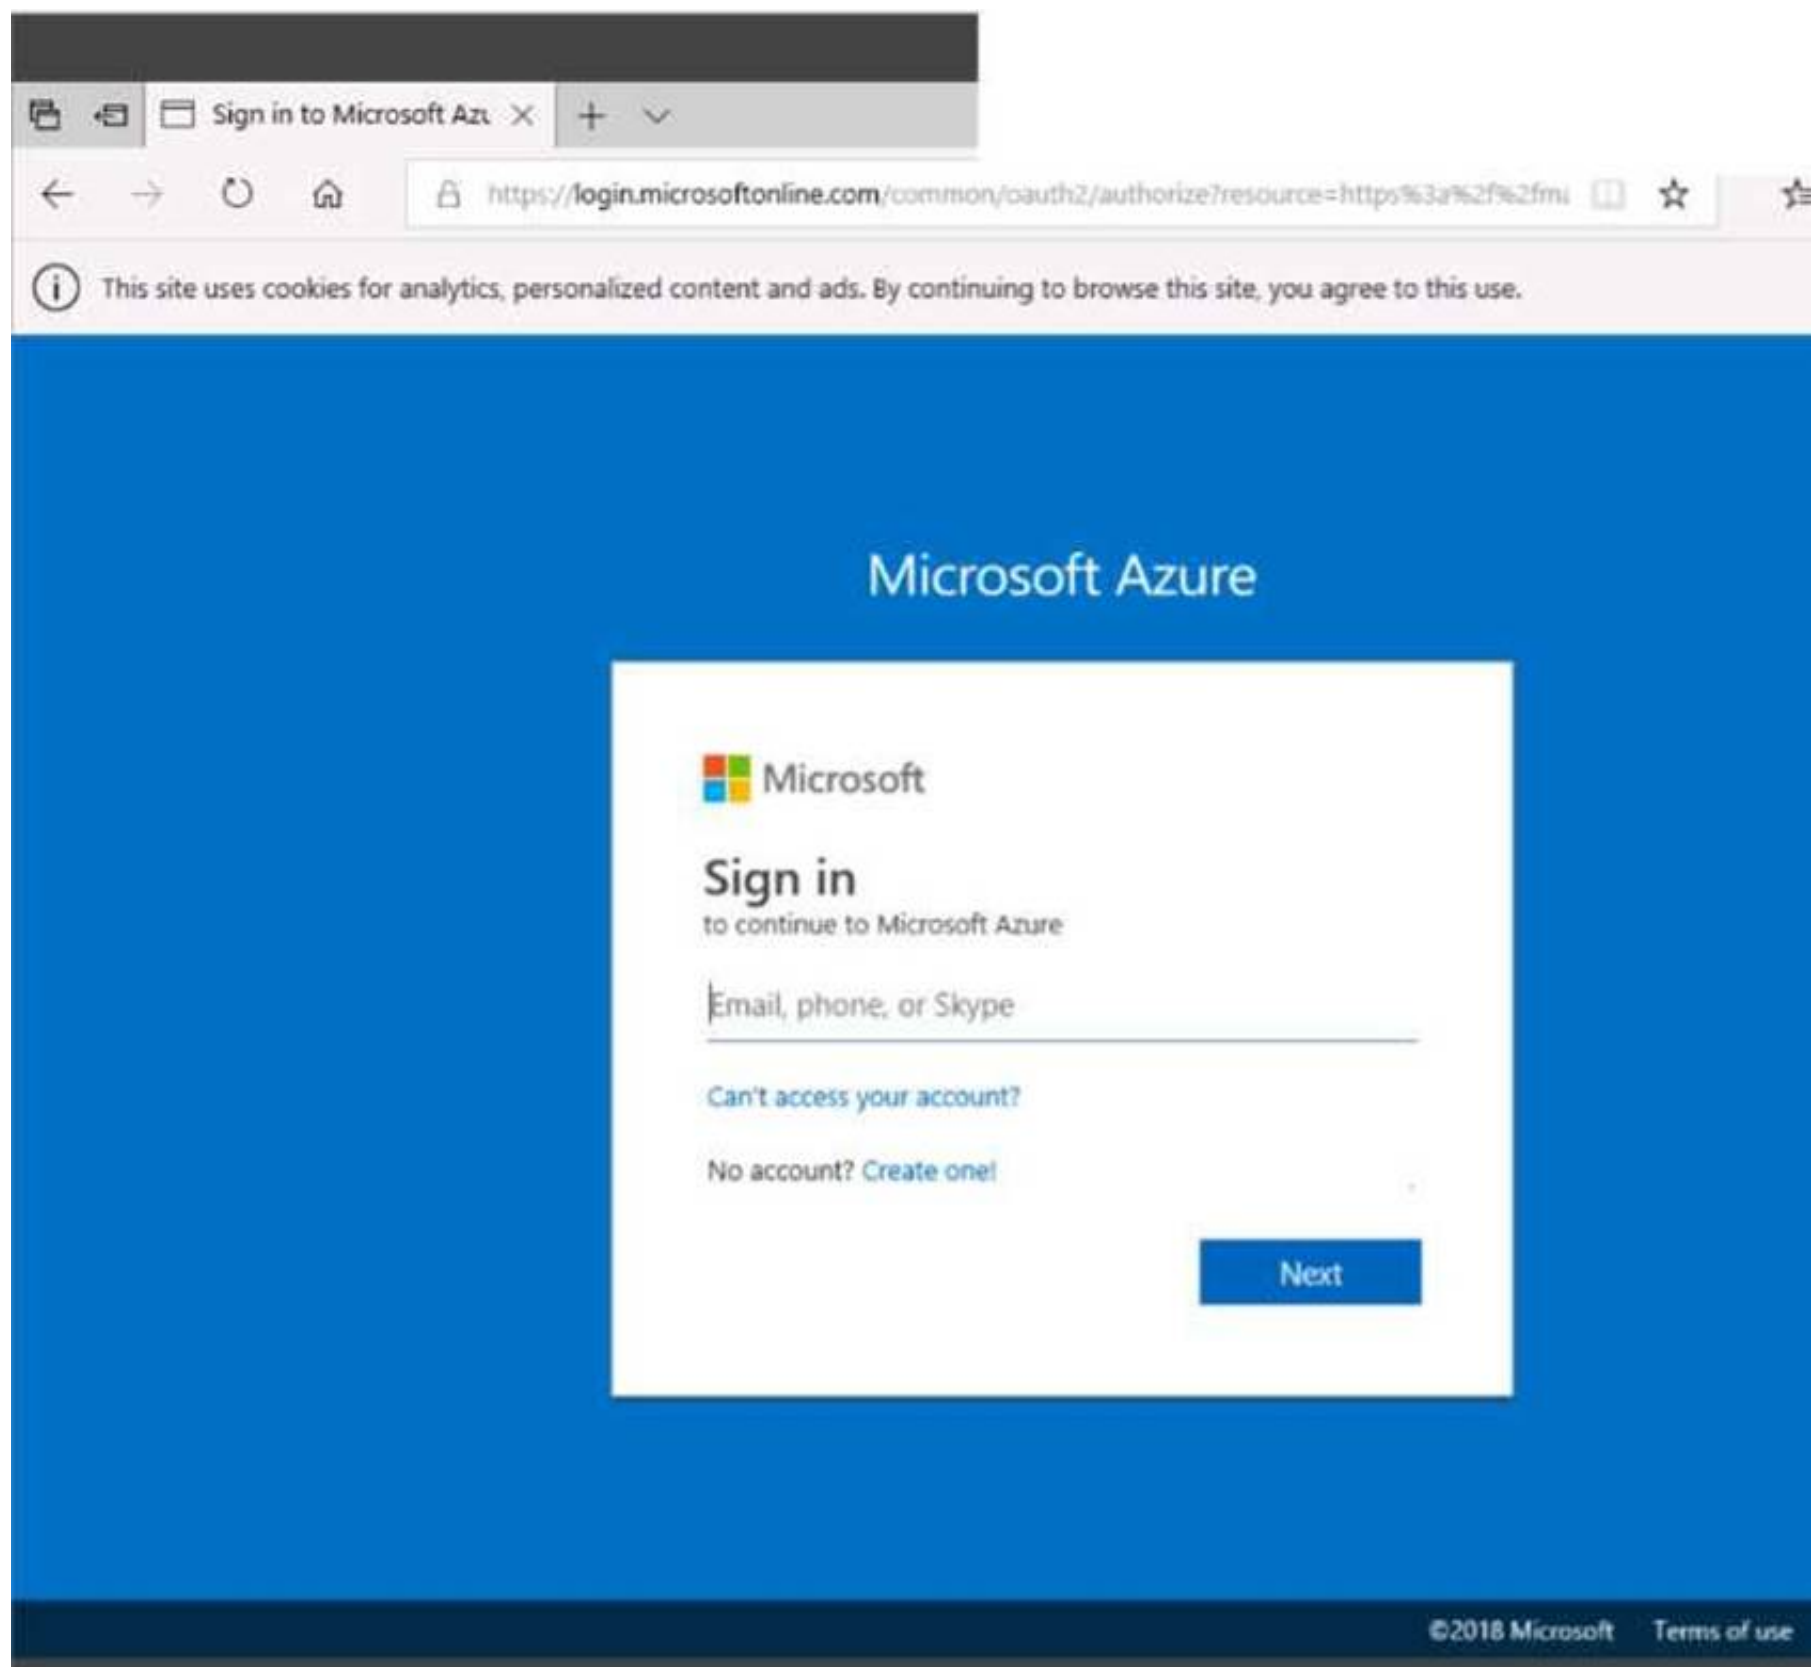 Sign in to Microsoft Azu
https://login.microsoftonline.com/common/oauth2/authorize?resource=https%3a%2f%2fma
This site uses cookies for analytics, personalized content and ads. By continuing to browse this site, you agree to this use.
Microsoft Azure
Microsoft
Sign in
to continue to Microsoft Azure
Email, phone, or Skype
Can't access your account?
No account? Create one!
Next
©2018 Microsoft Terms of use